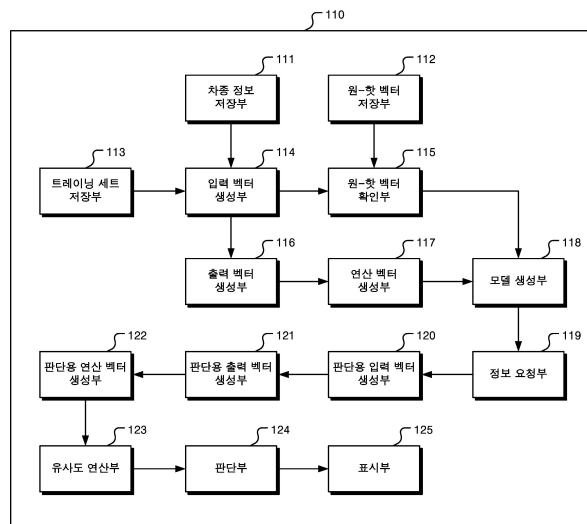 110
111
차종 정보
저장부
112
원-핫 벡터
저장부
113
트레이닝 세트
저장부
114
입력 벡터
생성부
115
원-핫 벡터
확인부
116
출력 벡터
생성부
117
연산 벡터
생성부
118
모델 생성부
122
판단용 연산 벡터
생성부
121
판단용 출력 벡터
생성부
120
판단용 입력 벡터
생성부
119
정보 요청부
123
유사도 연산부
124
판단부
125
표시부